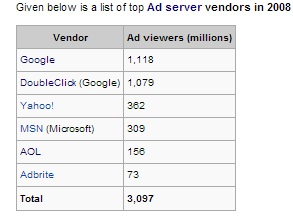 Given below is a list of top Ad server vendors in 2008
Vendor Ad viewers (millions)
Google 1,118
DoubleClick (Google) 1,079
Yahoo! 362
MSN (Microsoft) 309
AOL 156
Adbrite 73
Total 3,097